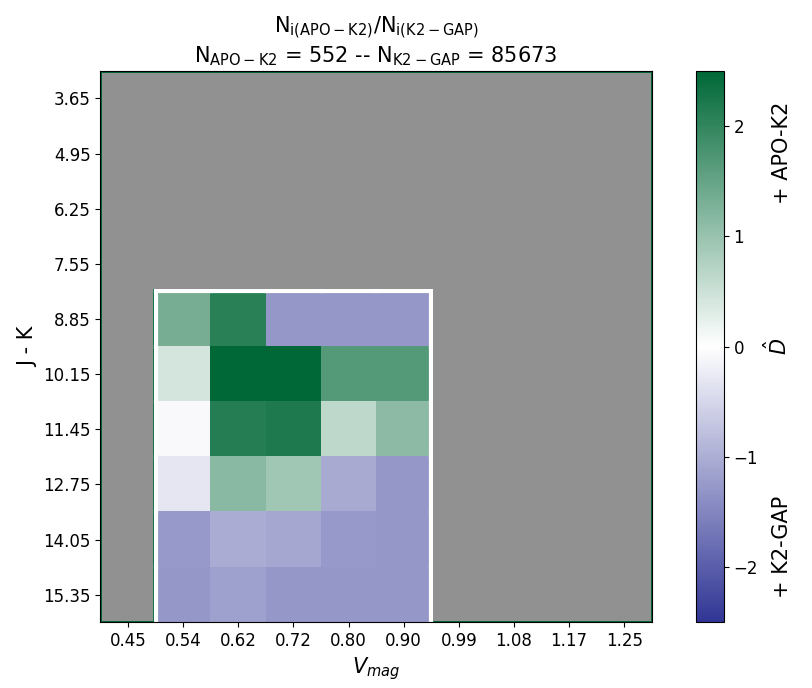 N_i(APO−K2)/N_i(K2−GAP)
N_APO−K2 = 552 -- N_K2−GAP = 85673
3.65
4.95
6.25
7.55
8.85
10.15
11.45
12.75
14.05
15.35
J - K
0.45 0.54 0.62 0.72 0.80 0.90 0.99 1.08 1.17 1.25
V_mag
2
1
0
−1
−2
+ APO-K2
D̂
+ K2-GAP